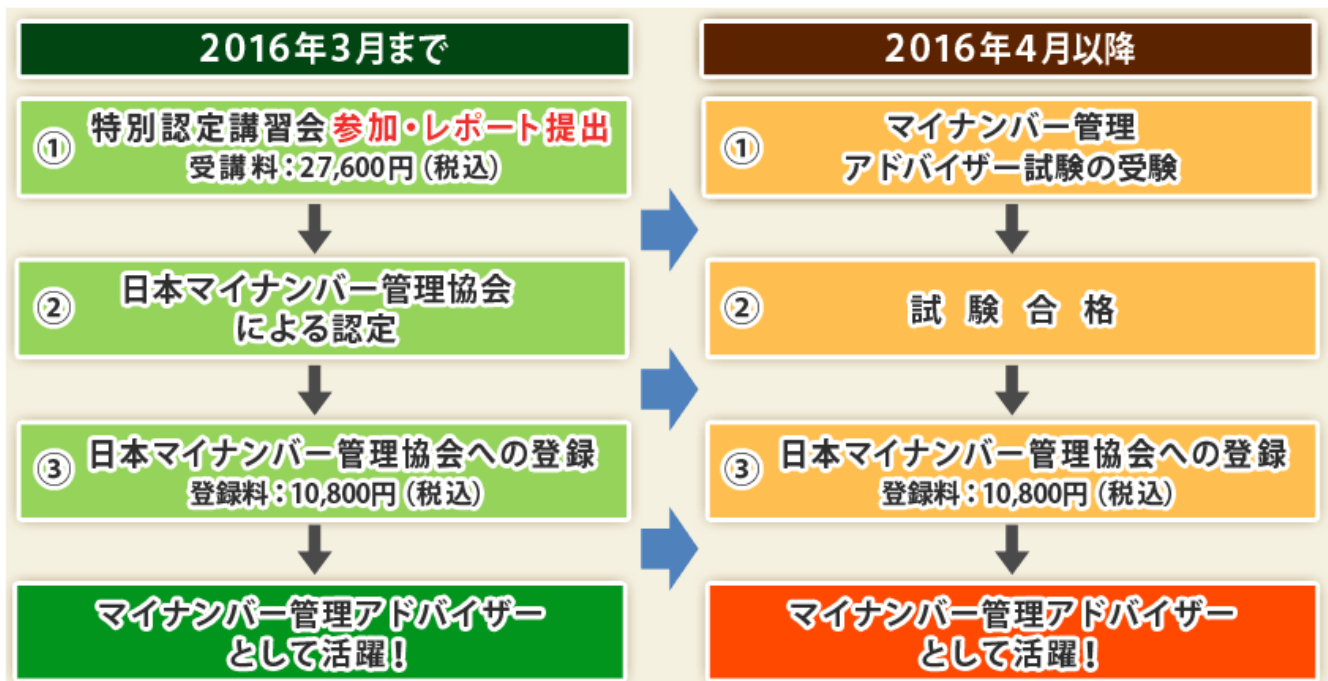 2016年3月まで
① 特別認定講習会 参加・レポート提出
受講料：27,600円（税込）
② 日本マイナンバー管理協会
による認定
③ 日本マイナンバー管理協会への登録
登録料：10,800円（税込）
マイナンバー管理アドバイザー
として活躍！
2016年4月以降
① マイナンバー管理
アドバイザー試験の受験
② 試験合格
③ 日本マイナンバー管理協会への登録
登録料：10,800円（税込）
マイナンバー管理アドバイザー
として活躍！